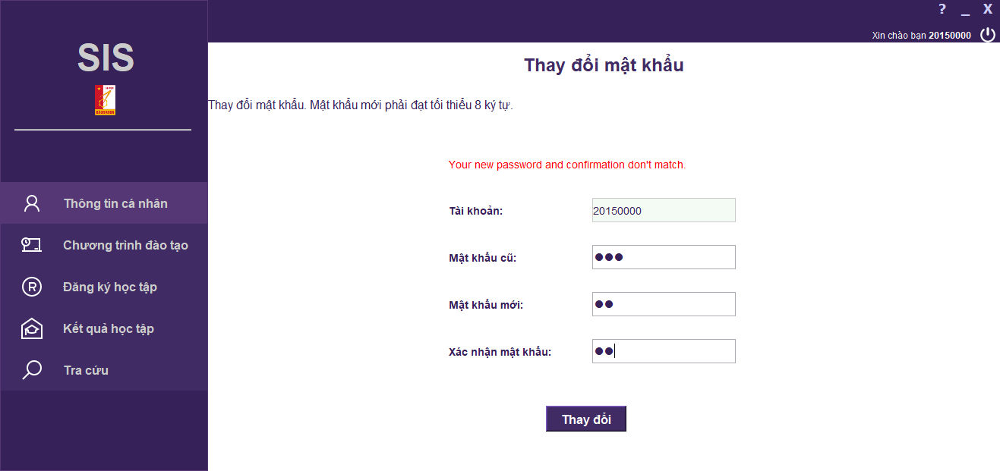 ? _ X
Xin chào bạn 20150000
SIS
BÁCH KHOA
Thay đổi mật khẩu
Thay đổi mật khẩu. Mật khẩu mới phải đạt tối thiểu 8 ký tự.
Your new password and confirmation don't match.
Tài khoản: 20150000
Mật khẩu cũ: ●●●
Mật khẩu mới: ●●
Xác nhận mật khẩu: ●●
Thay đổi
Thông tin cá nhân
Chương trình đào tạo
R Đăng ký học tập
Kết quả học tập
Tra cứu